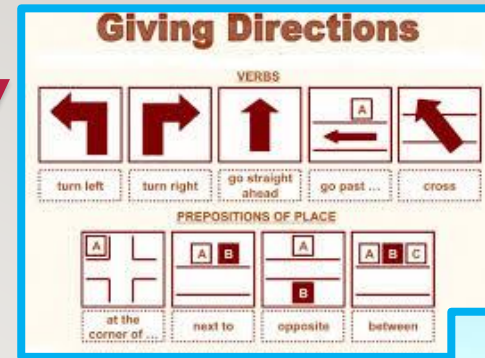 Giving Directions
VERBS
A
turn left
turn right
go straight
ahead
go past ...
cross
PREPOSITIONS OF PLACE
A
A B
A
B
A B C
at the
corner of ...
next to
opposite
between